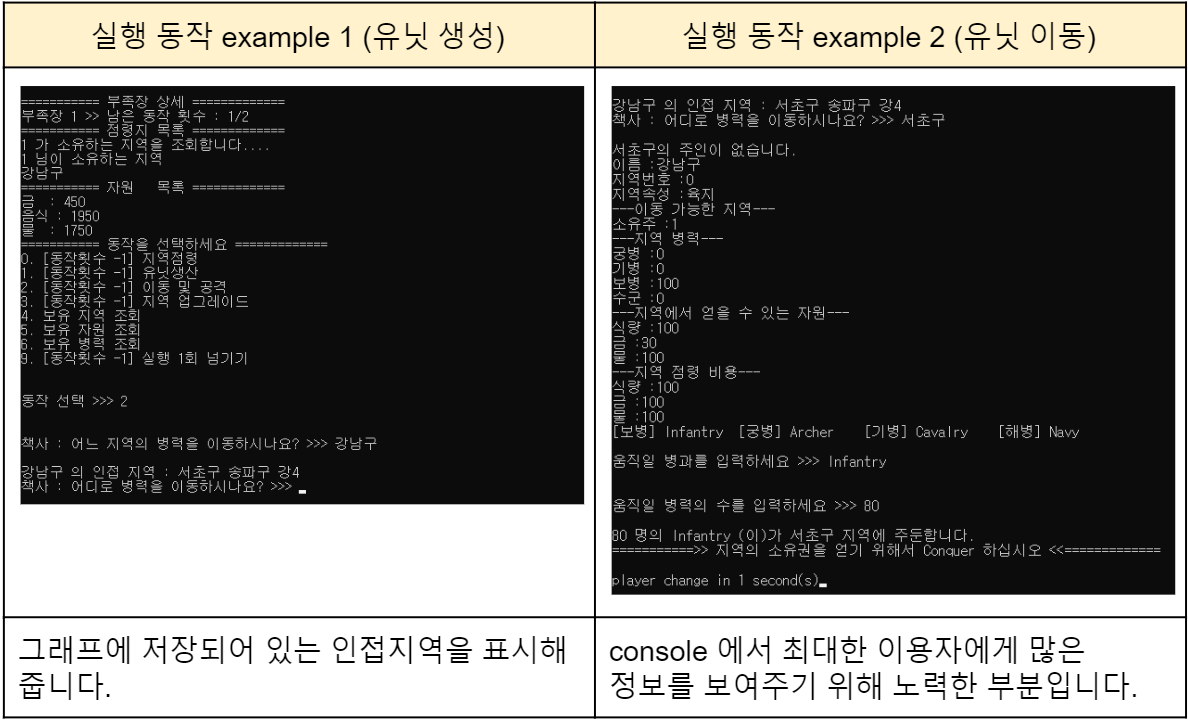 실행 동작 example 1 (유닛 생성)
=========== 부족장 상세 =============
부족장 1 >> 남은 동작 횟수 : 1/2
=========== 점령지 목록 =============
1 가 소유하는 지역을 조회합니다....
1 님이 소유하는 지역
강남구
=========== 자원   목록 =============
금  : 450
음식 : 1950
물  : 1750
=========== 동작을 선택하세요 =============
0. [동작횟수 -1] 지역점령
1. [동작횟수 -1] 유닛생산
2. [동작횟수 -1] 이동 및 공격
3. [동작횟수 -1] 지역 업그레이드
4. 보유 지역 조회
5. 보유 자원 조회
6. 보유 병력 조회
9. [동작횟수 -1] 실행 1회 넘기기
동작 선택 >>> 2
책사 : 어느 지역의 병력을 이동하시나요? >>> 강남구
강남구 의 인접 지역 : 서초구 송파구 강4
책사 : 어디로 병력을 이동하시나요? >>>
그래프에 저장되어 있는 인접지역을 표시해
줍니다.
실행 동작 example 2 (유닛 이동)
강남구 의 인접 지역 : 서초구 송파구 강4
책사 : 어디로 병력을 이동하시나요? >>> 서초구
서초구의 주인이 없습니다.
이름 :강남구
지역번호 :0
지역속성 :육지
---이동 가능한 지역---
소유주 :1
---지역 병력---
궁병 :0
기병 :0
보병 :100
수군 :0
---지역에서 얻을 수 있는 자원---
식량 :100
금 :30
물 :100
---지역 점령 비용---
식량 :100
금 :100
물 :100
[보병] Infantry  [궁병] Archer   [기병] Cavalry   [해병] Navy
움직일 병과를 입력하세요 >>> Infantry
움직일 병력의 수를 입력하세요 >>> 80
80 명의 Infantry (이)가 서초구 지역에 주둔합니다.
===========>> 지역의 소유권을 얻기 위해서 Conquer 하십시오 <<=============
player change in 1 second(s)
console 에서 최대한 이용자에게 많은
정보를 보여주기 위해 노력한 부분입니다.